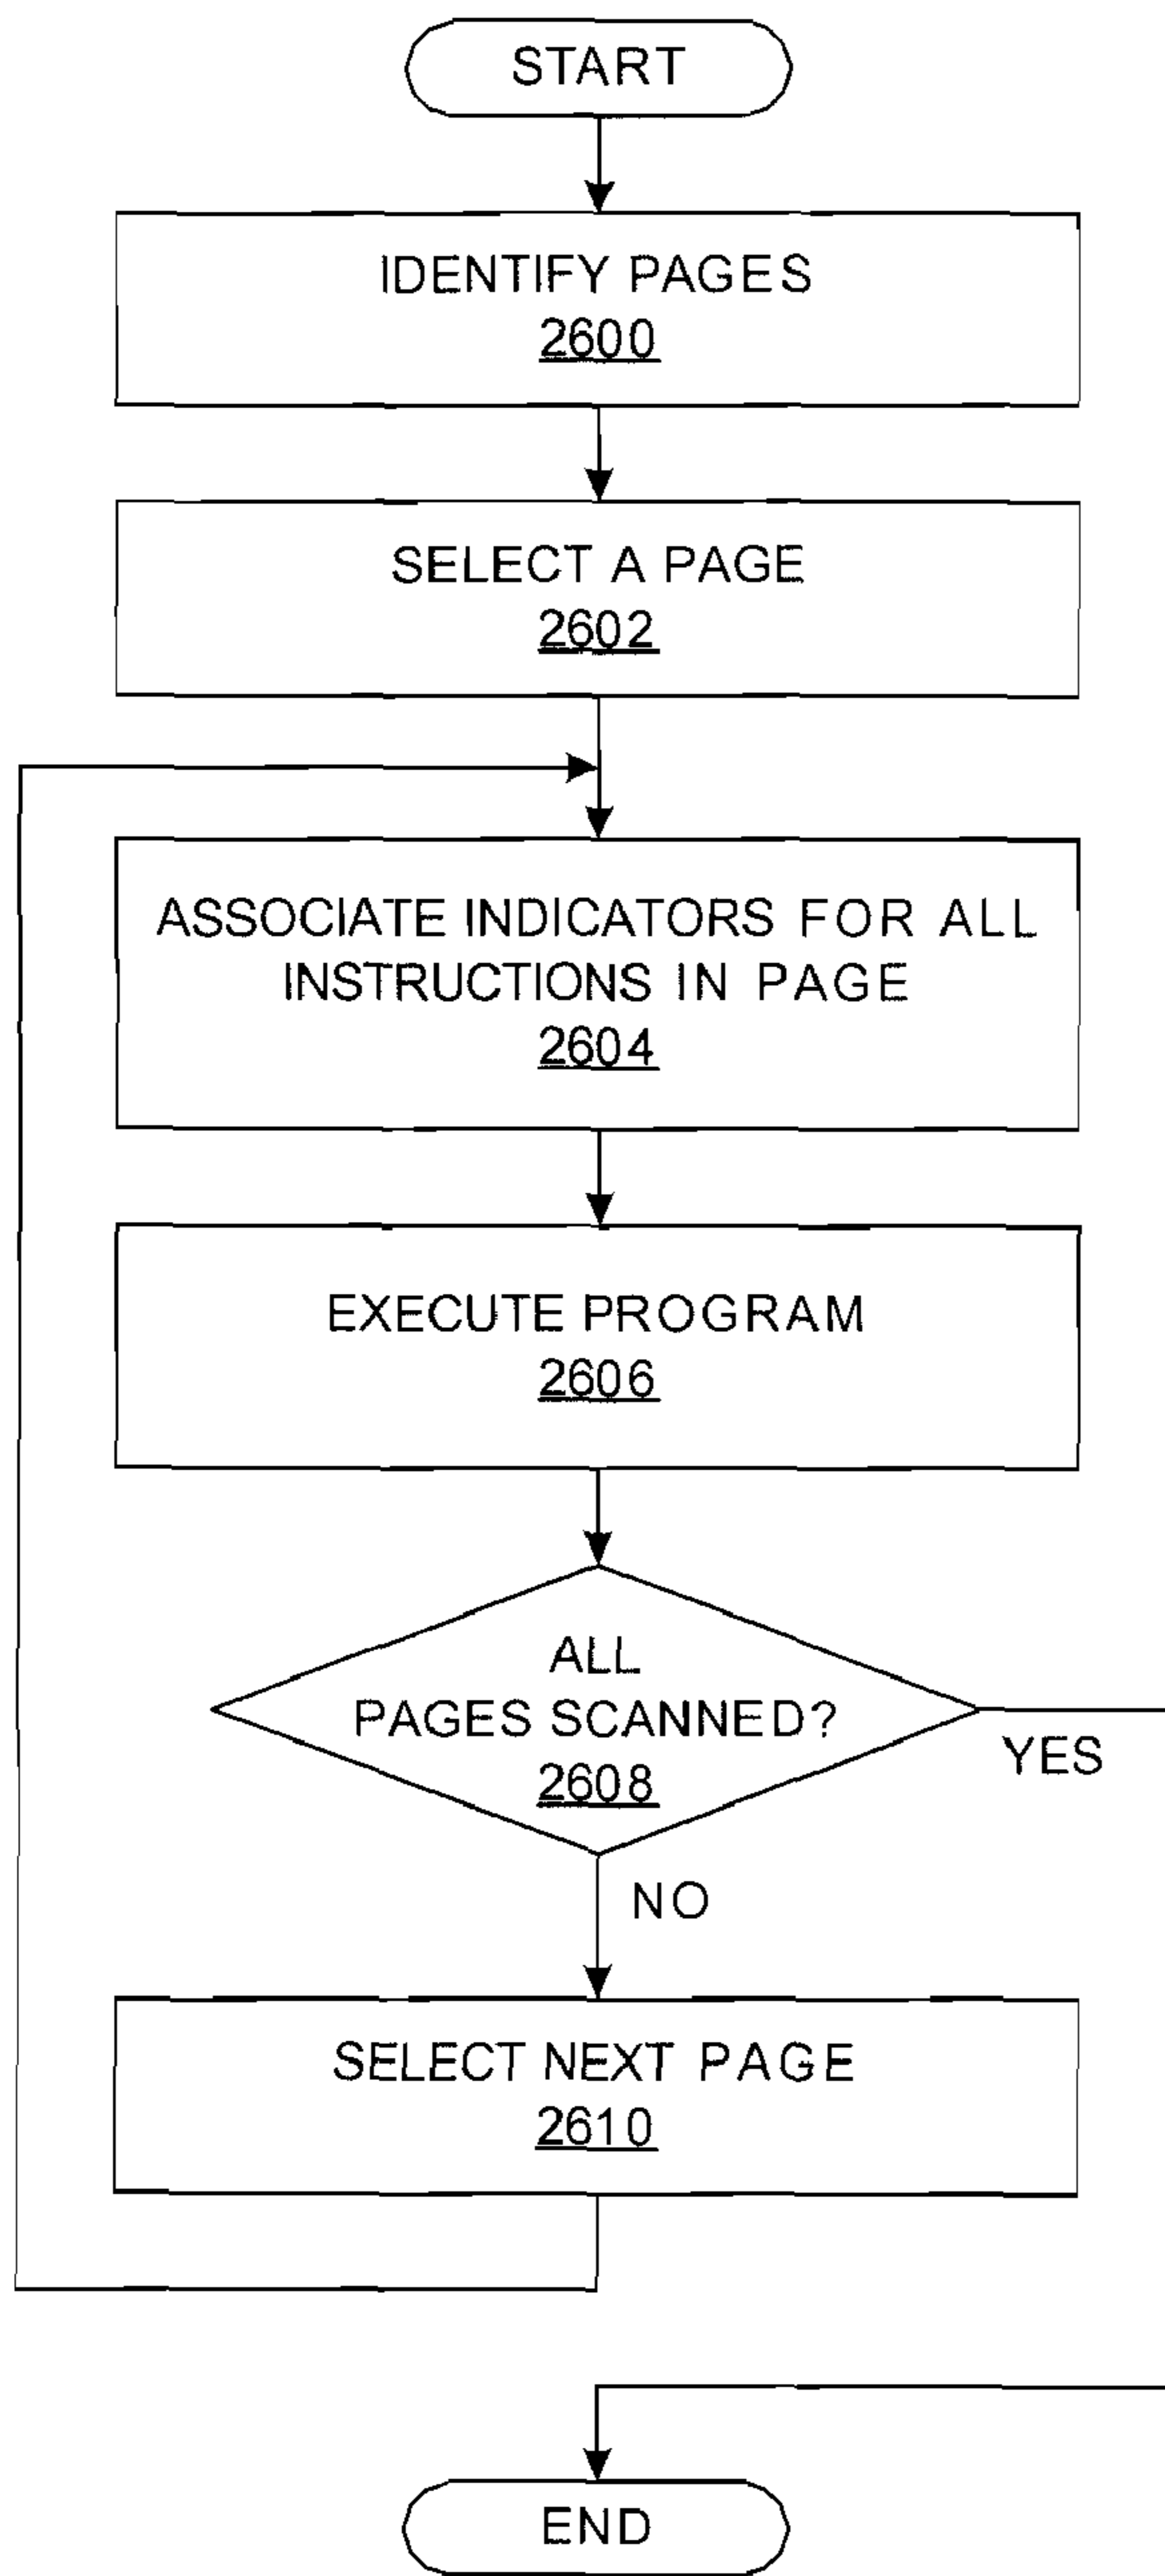 START
IDENTIFY PAGES
2600
SELECT A PAGE
2602
ASSOCIATE INDICATORS FOR ALL
INSTRUCTIONS IN PAGE
2604
EXECUTE PROGRAM
2606
ALL
PAGES SCANNED?
2608
YES
NO
SELECT NEXT PAGE
2610
END